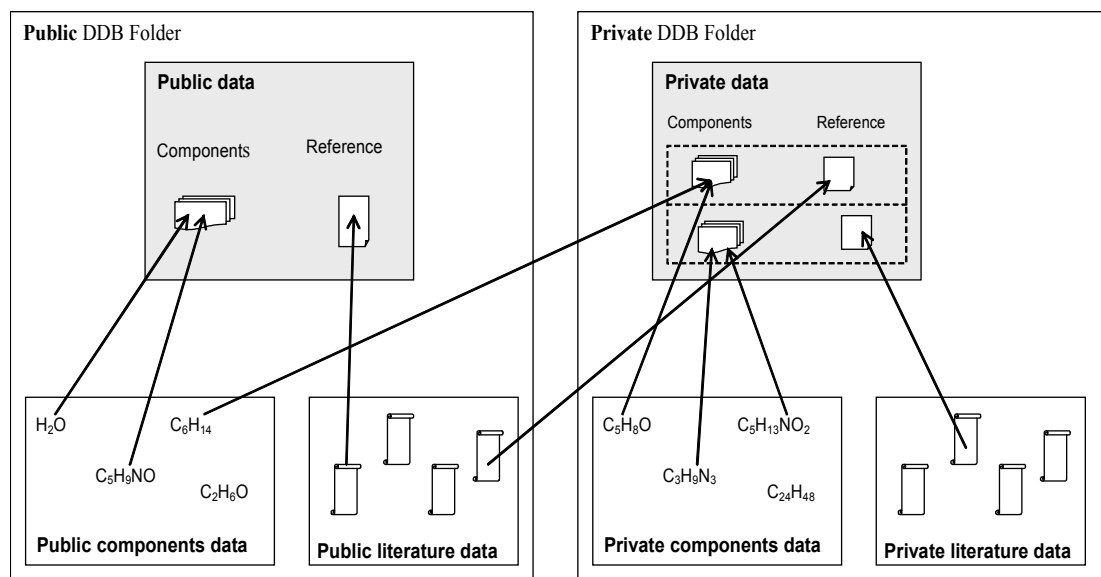 Public DDB Folder
Public data
Components
Reference
H₂O
C₆H₁₄
C₅H₉NO
C₂H₆O
Public components data
Public literature data
Private DDB Folder
Private data
Components
Reference
C₅H₈O
C₅H₁₃NO₂
C₃H₉N₃
C₂₄H₄₈
Private components data
Private literature data